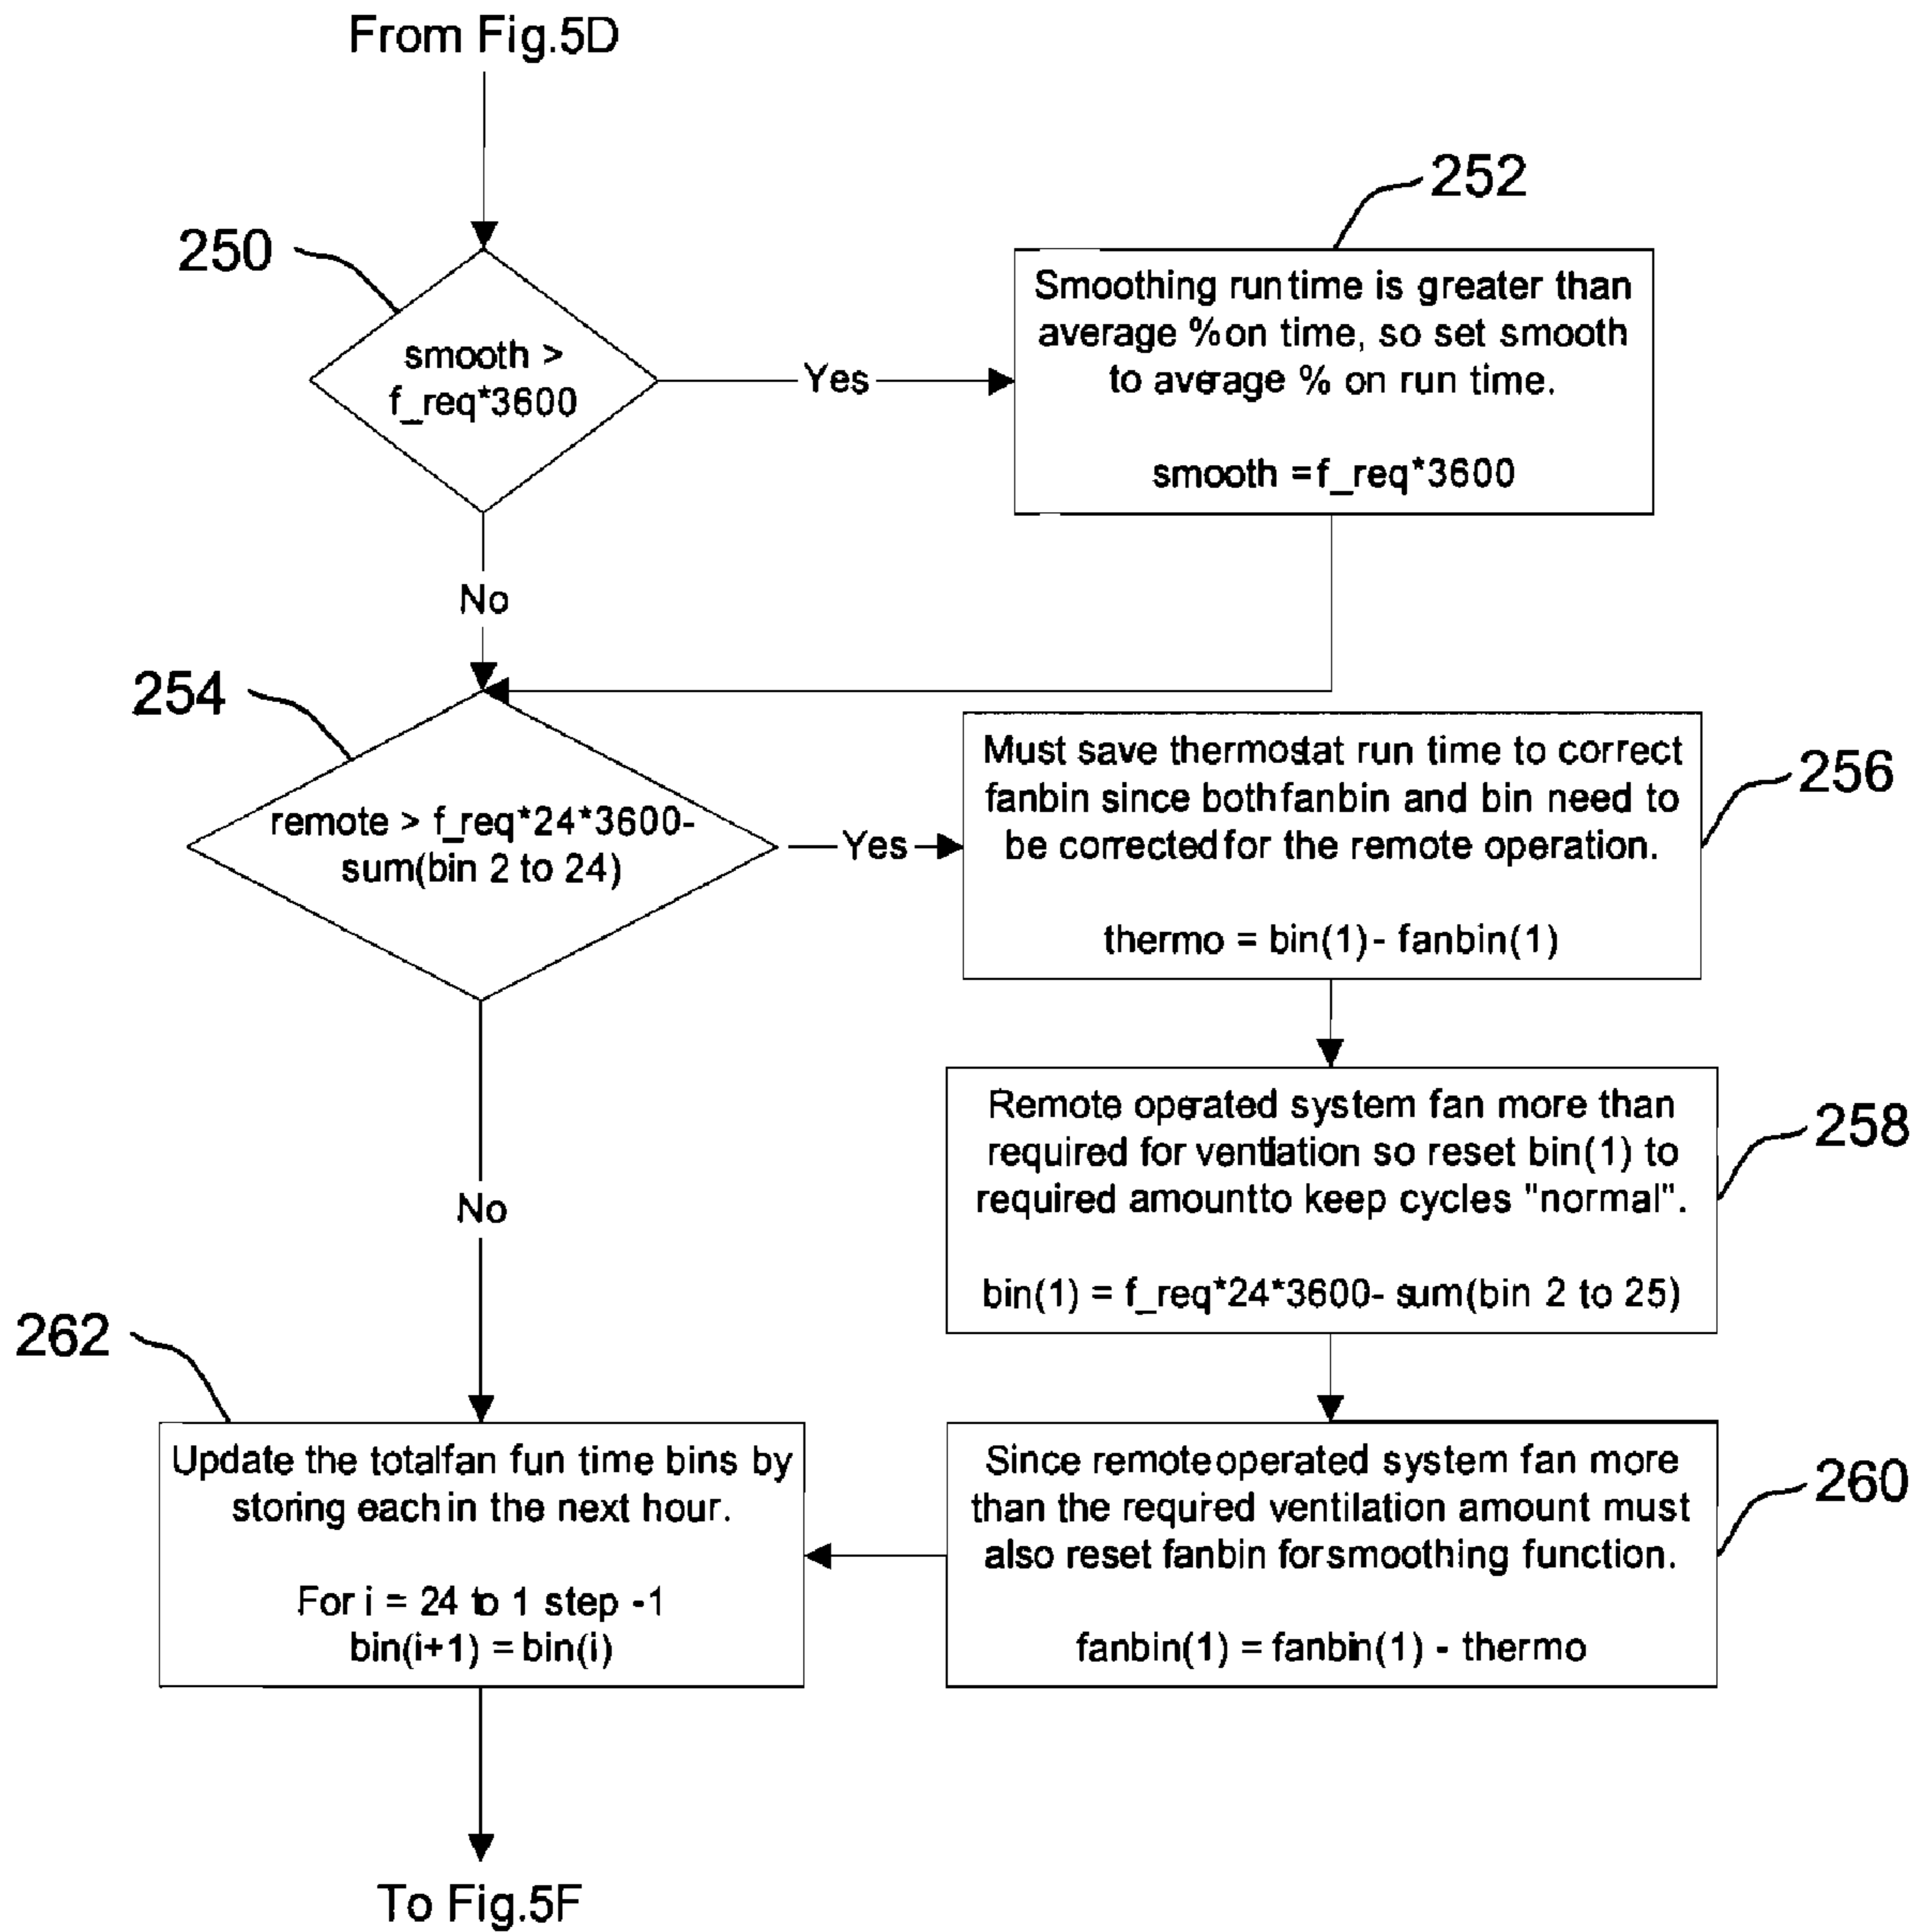 From Fig.5D
250
smooth >
f_req*3600
Yes
252
Smoothing run time is greater than
average % on time, so set smooth
to average % on run time.
smooth = f_req*3600
No
254
remote > f_req*24*3600-
sum(bin 2 to 24)
Yes
256
Must save thermostat run time to correct
fanbin since both fanbin and bin need to
be corrected for the remote operation.
thermo = bin(1) - fanbin(1)
258
Remote operated system fan more than
required for ventilation so reset bin(1) to
required amount to keep cycles "normal".
bin(1) = f_req*24*3600- sum(bin 2 to 25)
No
262
Update the total fan fun time bins by
storing each in the next hour.
For i = 24 to 1 step -1
bin(i+1) = bin(i)
260
Since remote operated system fan more
than the required ventilation amount must
also reset fanbin for smoothing function.
fanbin(1) = fanbin(1) - thermo
To Fig.5F